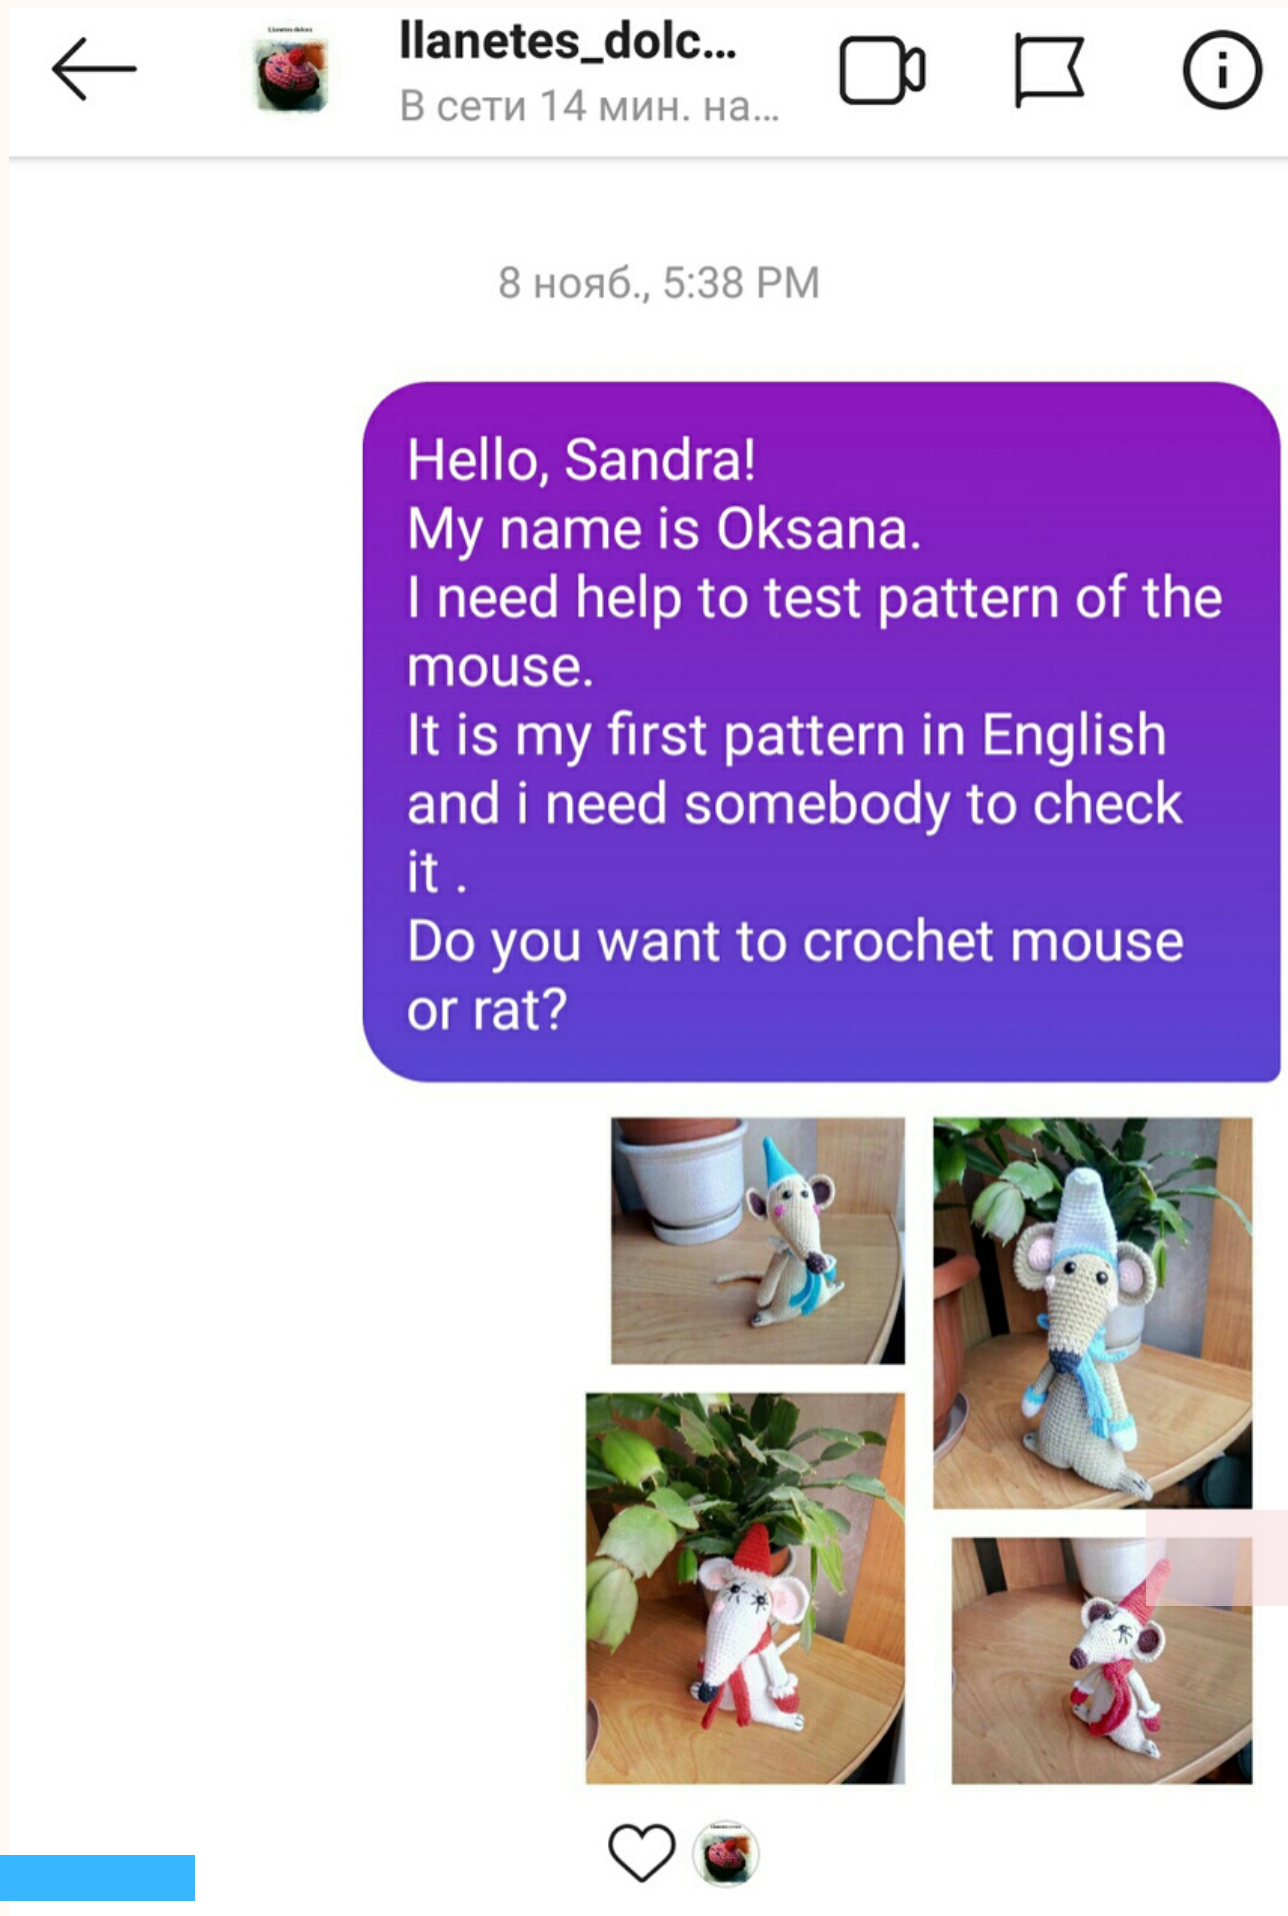 llanetes_dolc...
В сети 14 мин. на...
8 нояб., 5:38 PM
Hello, Sandra!
My name is Oksana.
I need help to test pattern of the
mouse.
It is my first pattern in English
and i need somebody to check
it .
Do you want to crochet mouse
or rat?